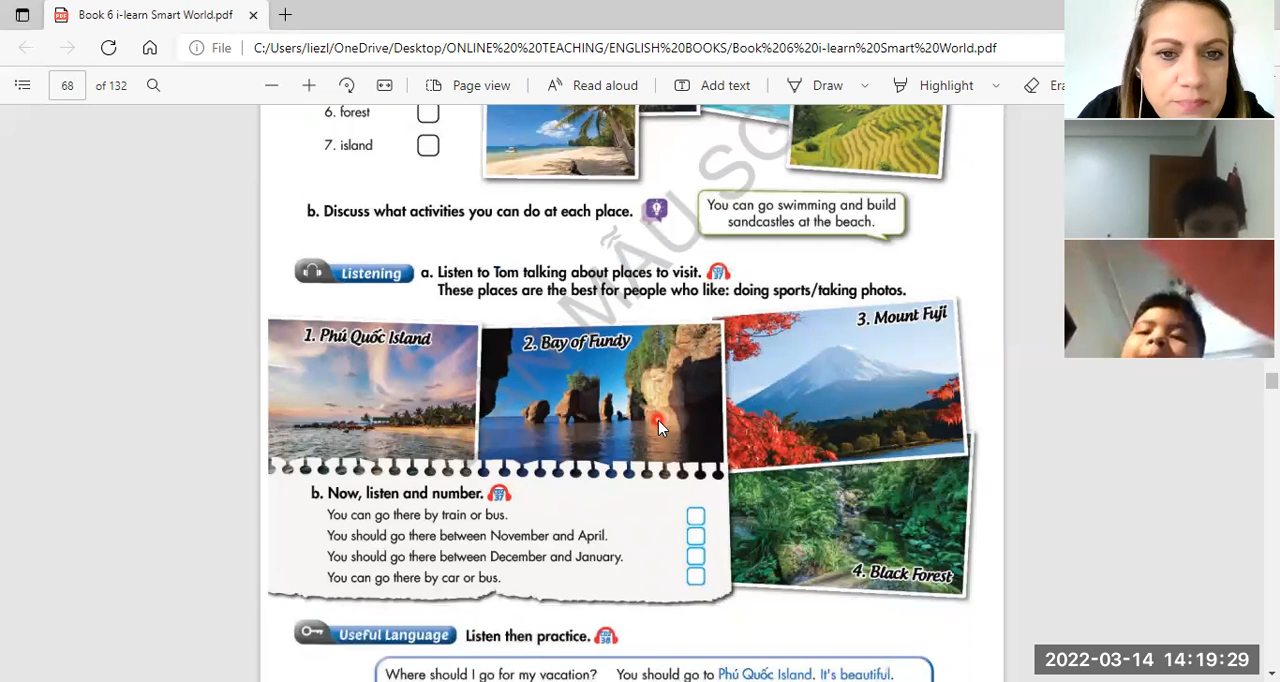 Book 6 i-learn Smart World.pdf
File
C:/Users/liezl/OneDrive/Desktop/ONLINE%20%20TEACHING/ENGLISH%20BOOKS/Book%206%20i-learn%20Smart%20World.pdf
68 of 132
Page view
Read aloud
Add text
Draw
Highlight
6. forest
7. island
b. Discuss what activities you can do at each place.
You can go swimming and build
sandcastles at the beach.
MẪU SG
Listening
a. Listen to Tom talking about places to visit.
These places are the best for people who like: doing sports/taking photos.
1. Phú Quốc Island
2. Bay of Fundy
3. Mount Fuji
b. Now, listen and number.
You can go there by train or bus.
You should go there between November and April.
You should go there between December and January.
You can go there by car or bus.
4. Black Forest
Useful Language
Listen then practice.
Where should I go for my vacation? You should go to Phú Quốc Island. It's beautiful.
2022-03-14 14:19:29